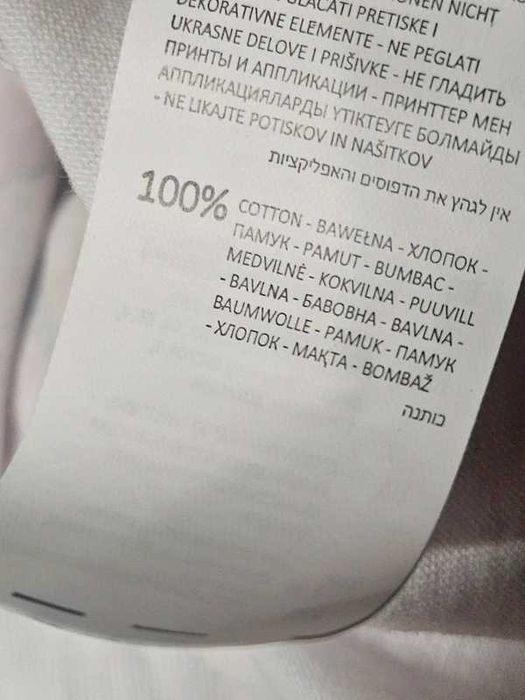 NICHT
PRETISKE I
DEKORATIVNE ELEMENTE - NE PEGLATI
UKRASNE DELOVE I PRIŠIVKE - НЕ ГЛАДИТЬ
ПРИНТЫ И АППЛИКАЦИИ - ПРИНТТЕР МЕН
АППЛИКАЦИЯЛАРДЫ ҮТІКТЕУГЕ БОЛМАЙДЫ
- NE LIKAJTE POTISKOV IN NAŠITKOV
אין לגהץ את הדפוסים והאפליקציות
100% COTTON - BAWEŁNA - ХЛОПОК -
ПАМУК - PAMUT - BUMBAC -
MEDVILNĖ - KOKVILNA - PUUVILL
- BAVLNA - БАВОВНА - BAVLNA -
BAUMWOLLE - PAMUK - ПАМУК
- ХЛОПОК - МАҚТА - BOMBAŽ
כותנה